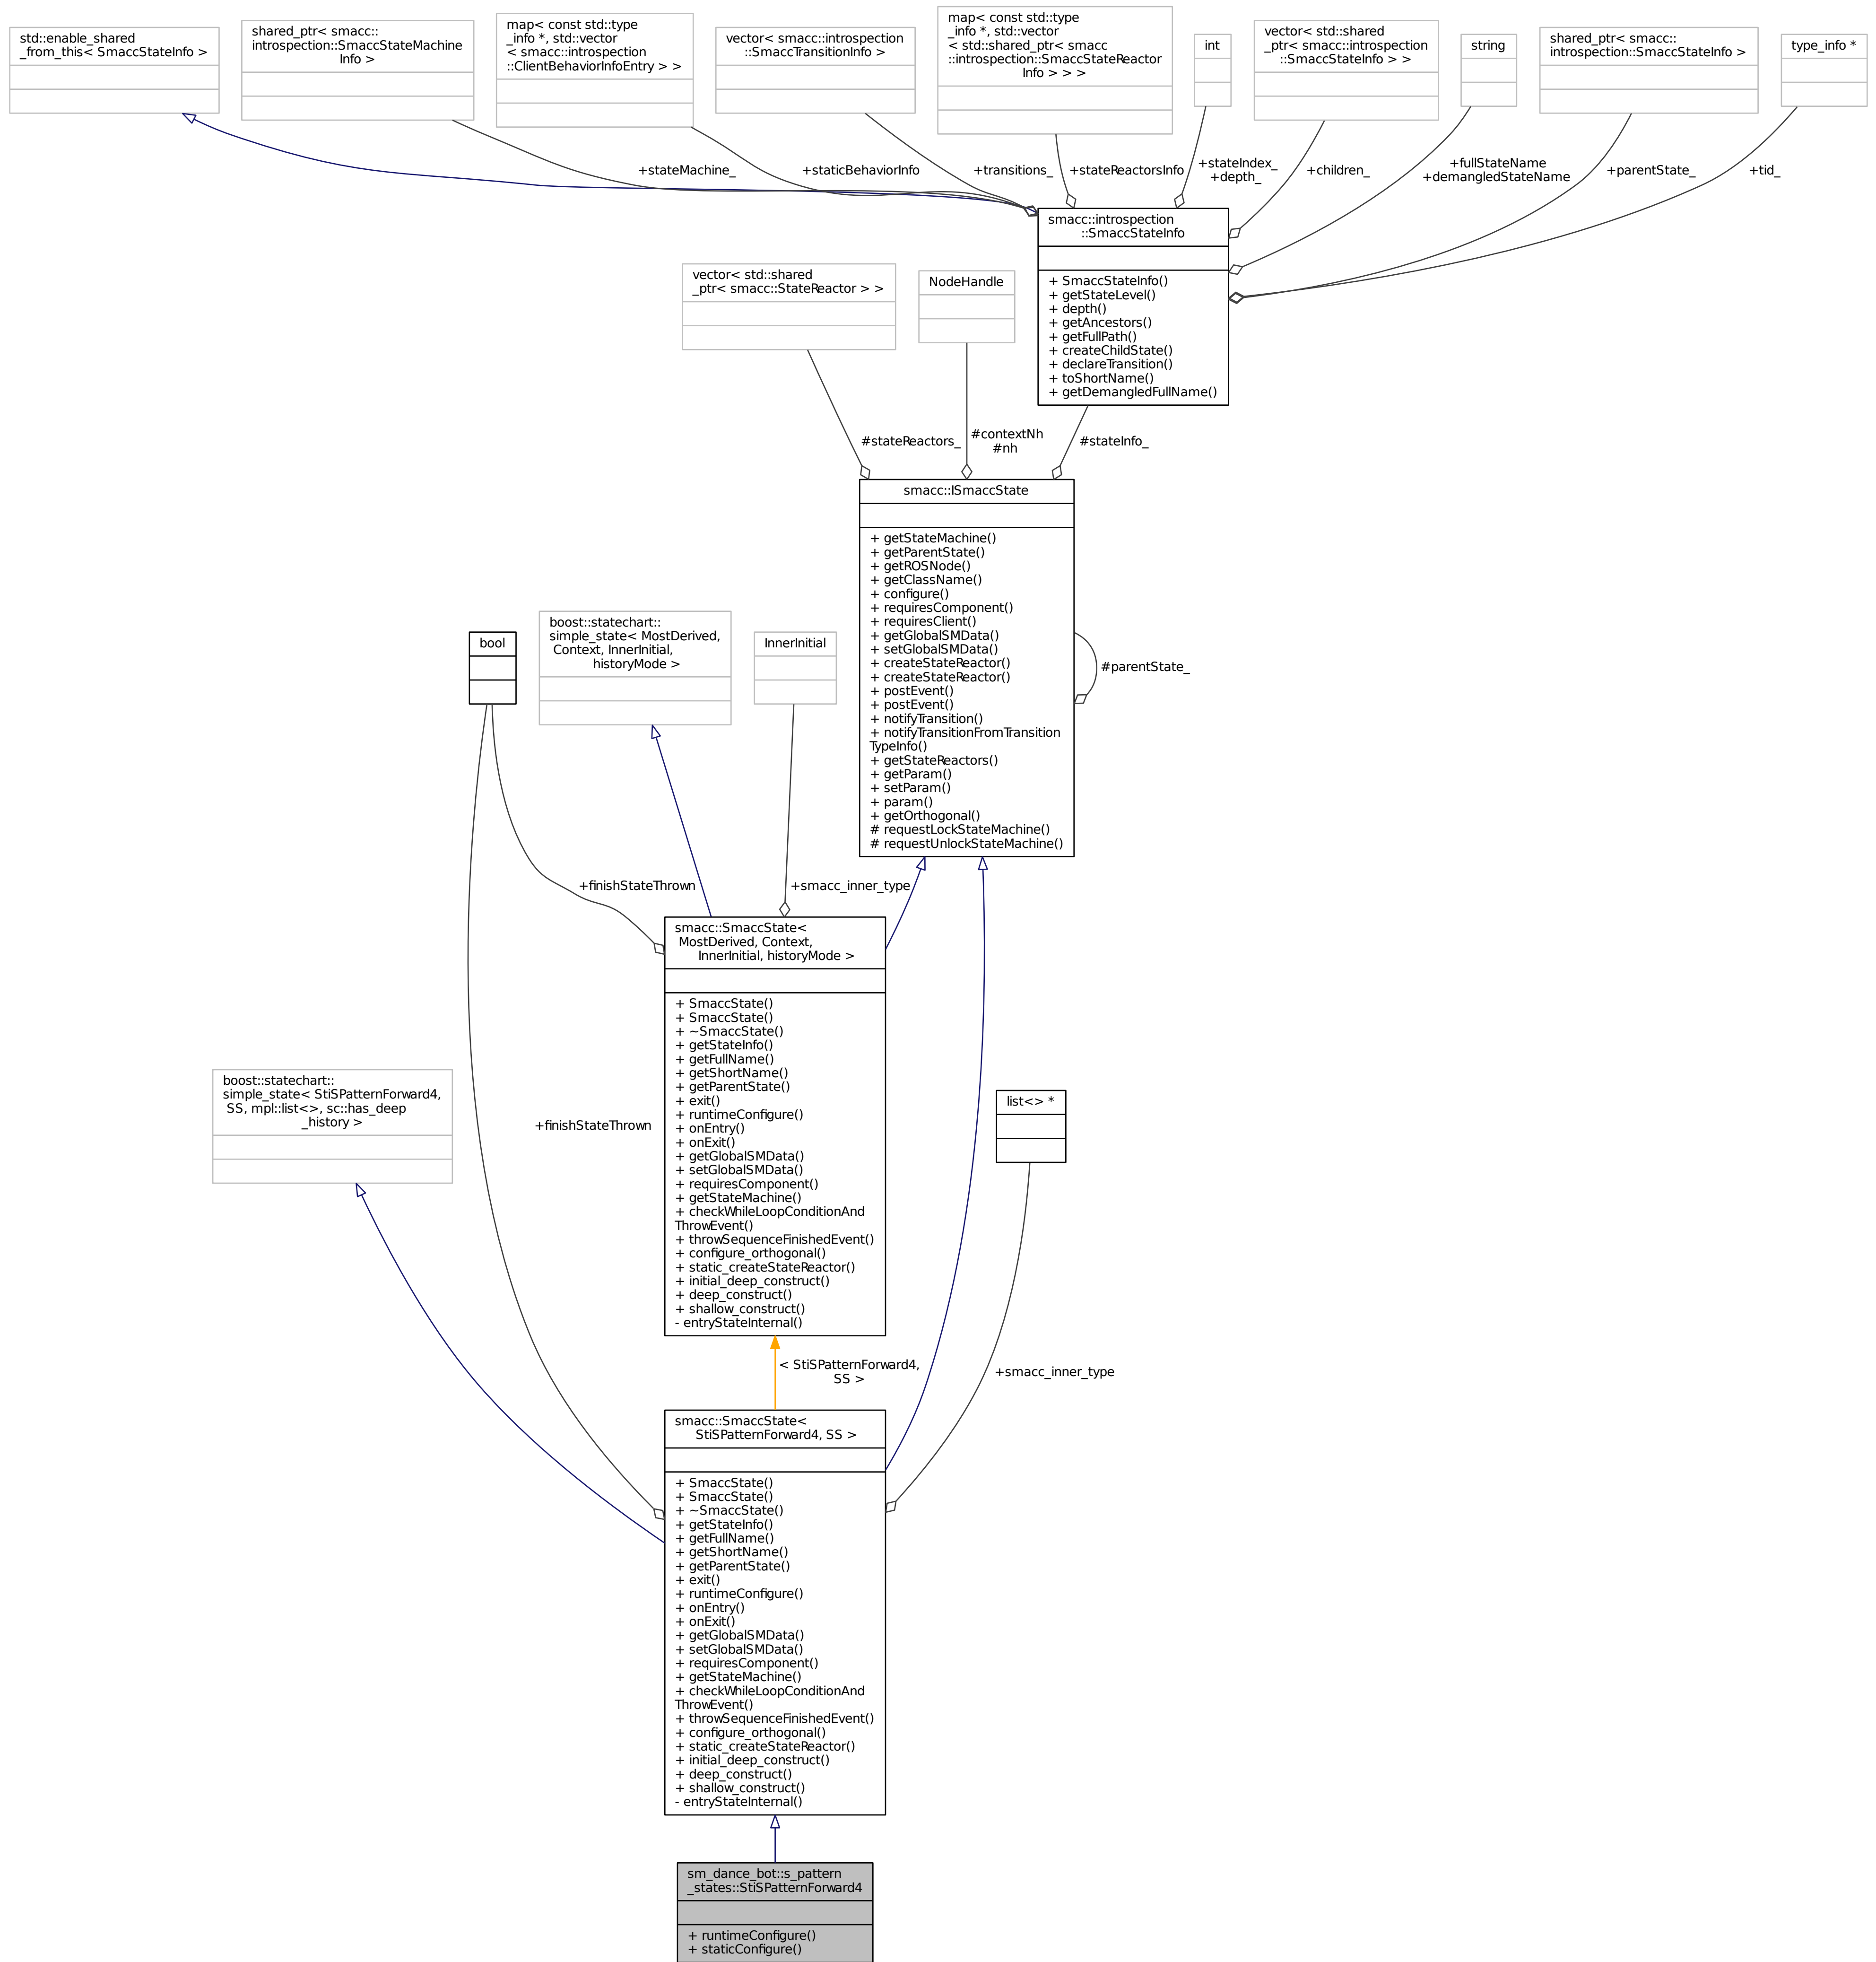 std::enable_shared
_from_this< SmaccStateInfo >
shared_ptr< smacc::
introspection::SmaccStateMachine
Info >
map< const std::type
_info *, std::vector
< smacc::introspection
::ClientBehaviorInfoEntry > >
vector< smacc::introspection
::SmaccTransitionInfo >
map< const std::type
_info *, std::vector
< std::shared_ptr< smacc
::introspection::SmaccStateReactor
Info > > >
int
vector< std::shared
_ptr< smacc::introspection
::SmaccStateInfo > >
string
shared_ptr< smacc::
introspection::SmaccStateInfo >
type_info *
+stateMachine_
+staticBehaviorInfo
+transitions_
+stateReactorsInfo
+stateIndex_
+depth_
+children_
+fullStateName
+demangledStateName
+parentState_
+tid_
smacc::introspection
::SmaccStateInfo
+ SmaccStateInfo()
+ getStateLevel()
+ depth()
+ getAncestors()
+ getFullPath()
+ createChildState()
+ declareTransition()
+ toShortName()
+ getDemangledFullName()
vector< std::shared
_ptr< smacc::StateReactor > >
NodeHandle
#stateReactors_
#contextNh
#nh
#stateInfo_
smacc::ISmaccState
+ getStateMachine()
+ getParentState()
+ getROSNode()
+ getClassName()
+ configure()
+ requiresComponent()
+ requiresClient()
+ getGlobalSMData()
+ setGlobalSMData()
+ createStateReactor()
+ createStateReactor()
+ postEvent()
+ postEvent()
+ notifyTransition()
+ notifyTransitionFromTransition
TypeInfo()
+ getStateReactors()
+ getParam()
+ setParam()
+ param()
+ getOrthogonal()
# requestLockStateMachine()
# requestUnlockStateMachine()
#parentState_
bool
boost::statechart::
simple_state< MostDerived,
Context, InnerInitial,
historyMode >
InnerInitial
+finishStateThrown
+smacc_inner_type
smacc::SmaccState<
MostDerived, Context,
InnerInitial, historyMode >
+ SmaccState()
+ SmaccState()
+ ~SmaccState()
+ getStateInfo()
+ getFullName()
+ getShortName()
+ getParentState()
+ exit()
+ runtimeConfigure()
+ onEntry()
+ onExit()
+ getGlobalSMData()
+ setGlobalSMData()
+ requiresComponent()
+ getStateMachine()
+ checkWhileLoopConditionAnd
ThrowEvent()
+ throwSequenceFinishedEvent()
+ configure_orthogonal()
+ static_createStateReactor()
+ initial_deep_construct()
+ deep_construct()
+ shallow_construct()
- entryStateInternal()
boost::statechart::
simple_state< StiSPatternForward4,
SS, mpl::list<>, sc::has_deep
_history >
+finishStateThrown
list<> *
< StiSPatternForward4,
SS >
+smacc_inner_type
smacc::SmaccState<
StiSPatternForward4, SS >
+ SmaccState()
+ SmaccState()
+ ~SmaccState()
+ getStateInfo()
+ getFullName()
+ getShortName()
+ getParentState()
+ exit()
+ runtimeConfigure()
+ onEntry()
+ onExit()
+ getGlobalSMData()
+ setGlobalSMData()
+ requiresComponent()
+ getStateMachine()
+ checkWhileLoopConditionAnd
ThrowEvent()
+ throwSequenceFinishedEvent()
+ configure_orthogonal()
+ static_createStateReactor()
+ initial_deep_construct()
+ deep_construct()
+ shallow_construct()
- entryStateInternal()
sm_dance_bot::s_pattern
_states::StiSPatternForward4
+ runtimeConfigure()
+ staticConfigure()